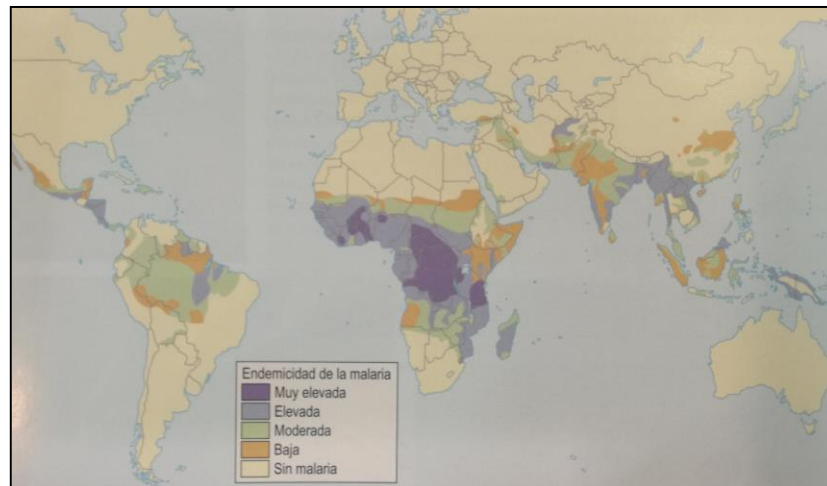 Endemicidad de la malaria
Muy elevada
Elevada
Moderada
Baja
Sin malaria